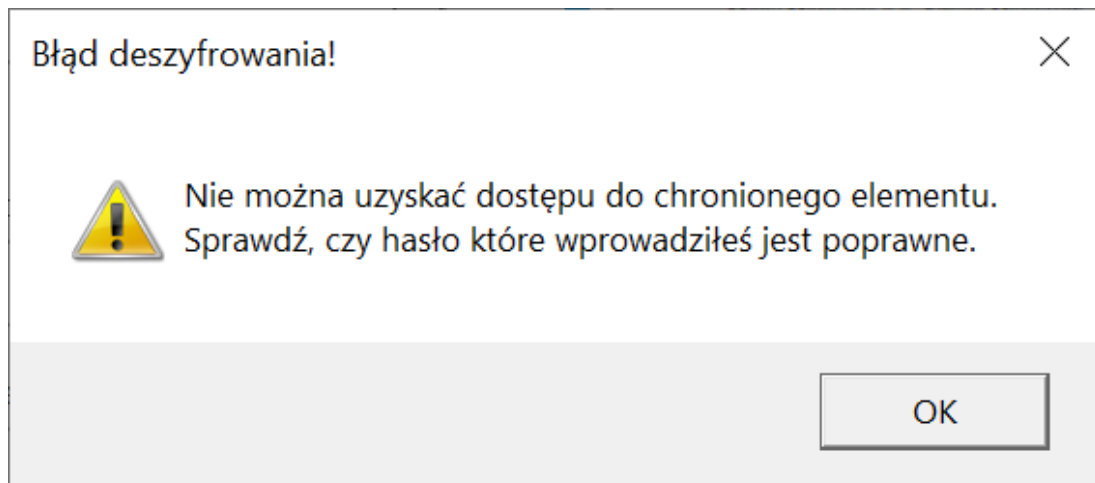 Błąd deszyfrowania!
Nie można uzyskać dostępu do chronionego elementu.
Sprawdź, czy hasło które wprowadziłeś jest poprawne.
OK